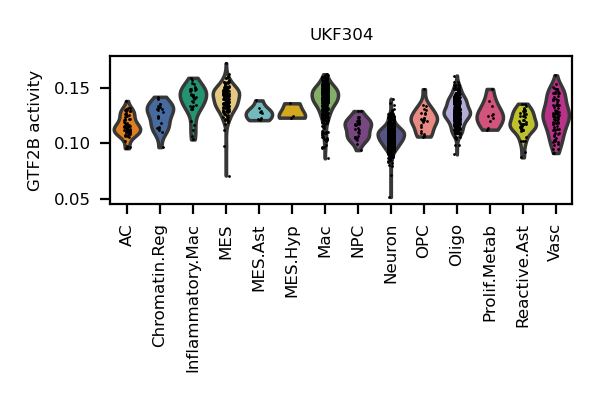 UKF304
GTF2B activity
0.15
0.10
0.05
AC
Chromatin.Reg
Inflammatory.Mac
MES
MES.Ast
MES.Hyp
Mac
NPC
Neuron
OPC
Oligo
Prolif.Metab
Reactive.Ast
Vasc